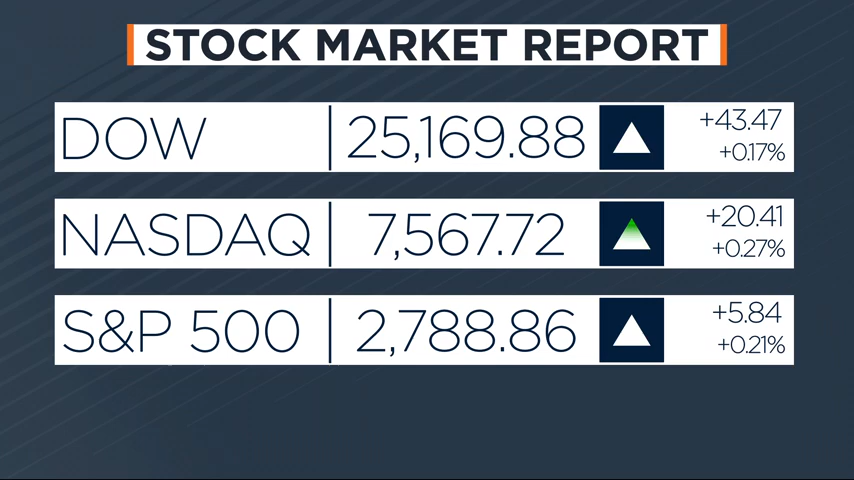 STOCK MARKET REPORT
DOW 25,169.88 +43.47
+0.17%
NASDAQ 7,567.72 +20.41
+0.27%
S&P 500 2,788.86 +5.84
+0.21%